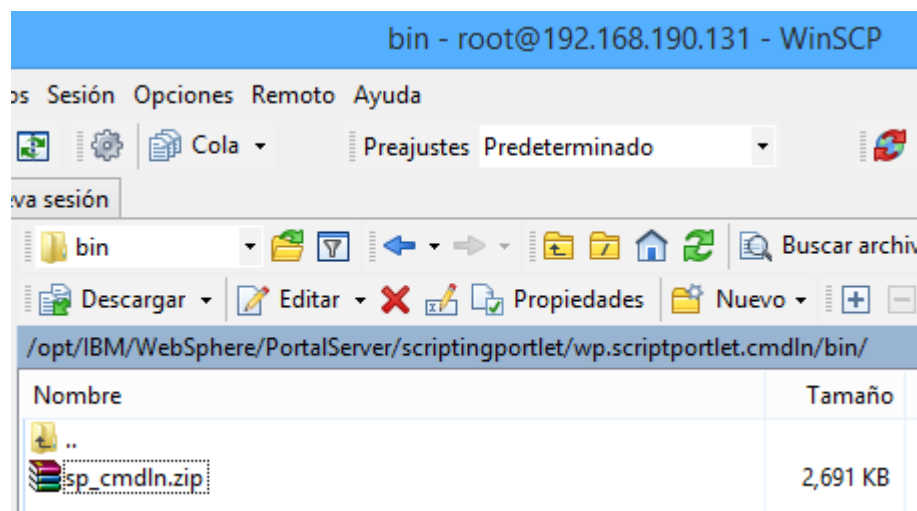 bin - root@192.168.190.131 - WinSCP
os Sesión Opciones Remoto Ayuda
Cola Preajustes Predeterminado
eva sesión
bin Buscar archiv
Descargar Editar Propiedades Nuevo
/opt/IBM/WebSphere/PortalServer/scriptingportlet/wp.scriptportlet.cmdln/bin/
Nombre Tamaño
..
sp_cmdln.zip 2,691 KB